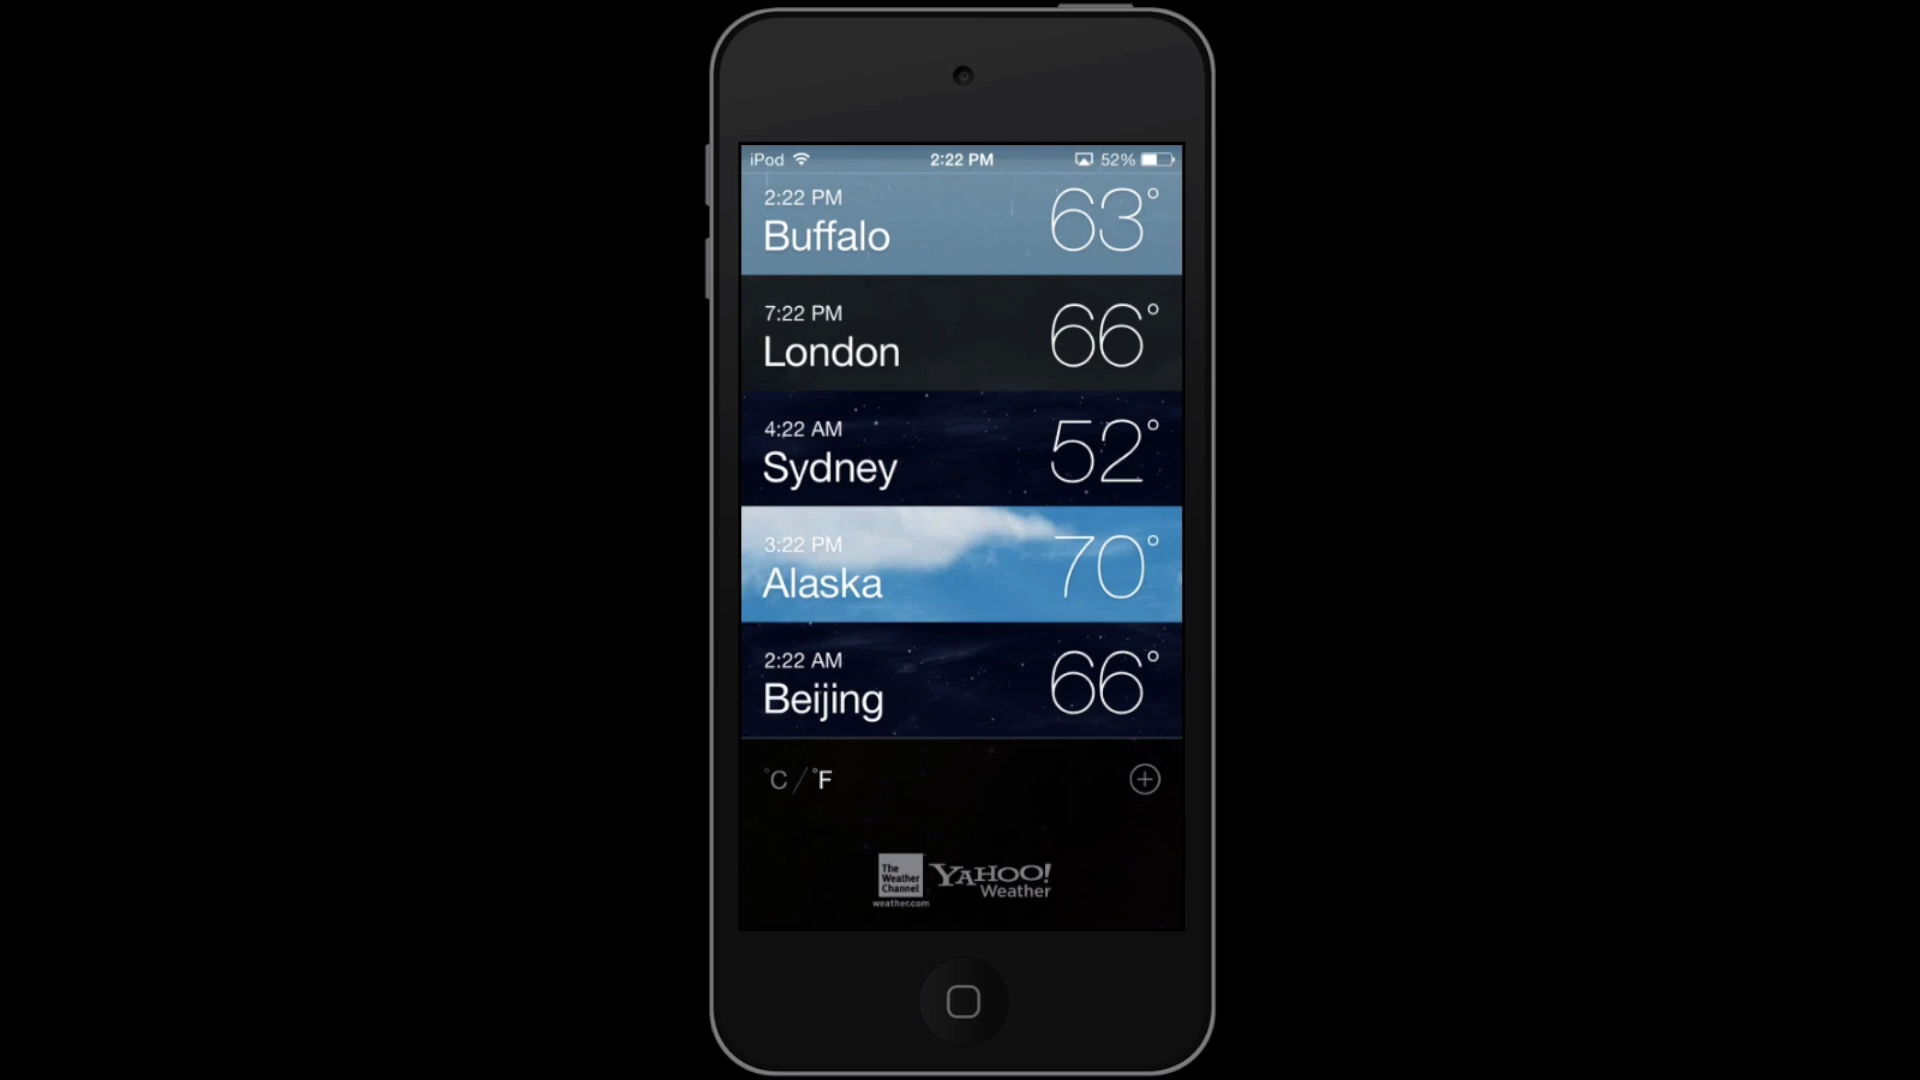 iPod 2:22 PM 52%
2:22 PM
Buffalo 63°
7:22 PM
London 66°
4:22 AM
Sydney 52°
3:22 PM
Alaska 70°
2:22 AM
Beijing 66°
°C / °F
The
Weather
Channel
weather.com
YAHOO!
Weather